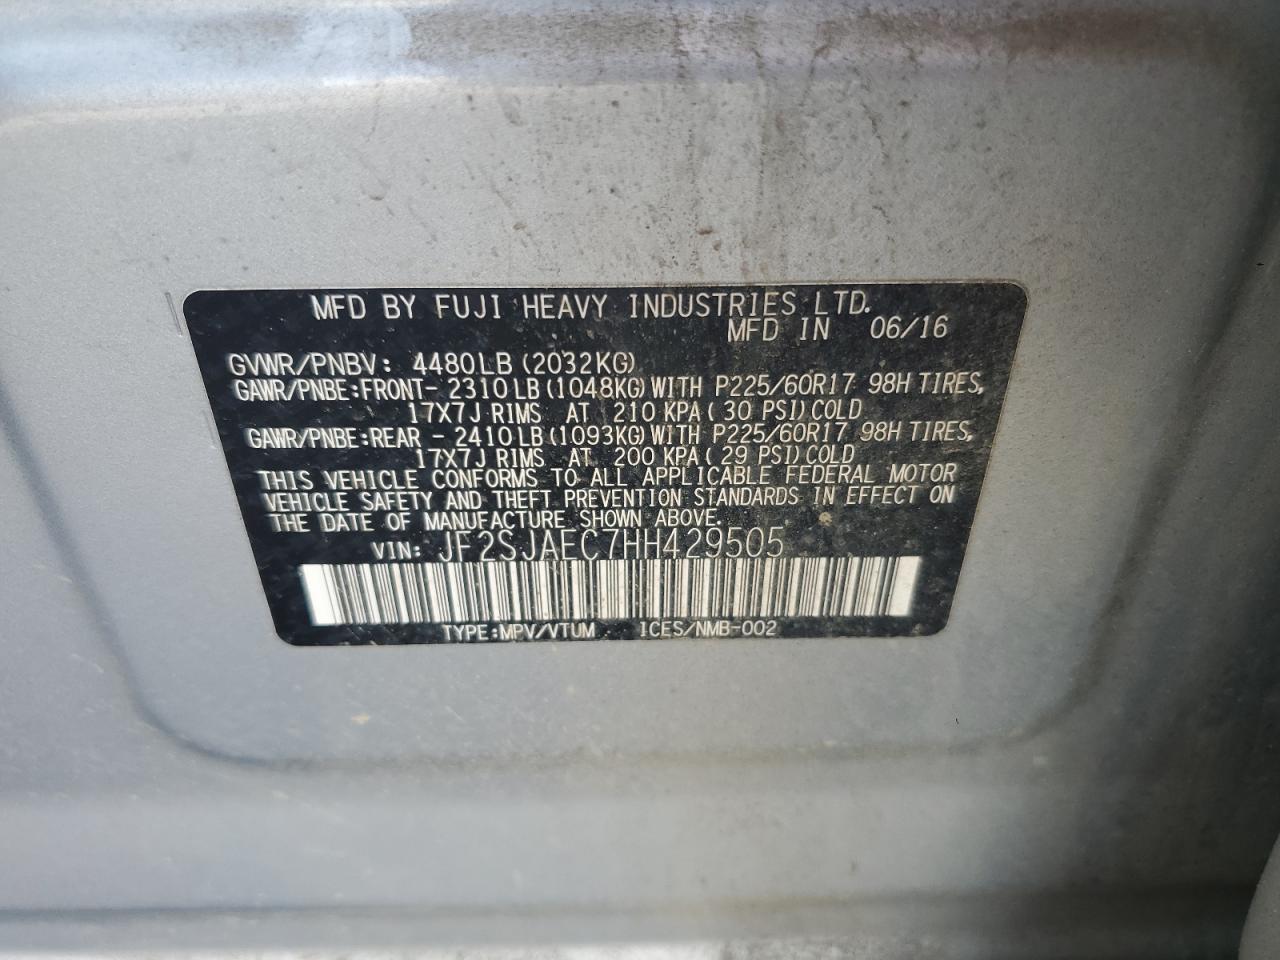 MFD BY FUJI HEAVY INDUSTRIES LTD.
MFD IN 06/16
GVWR/PNBV: 4480LB (2032KG)
GAWR/PNBE:FRONT- 2310LB (1048KG) WITH P225/60R17 98H TIRES,
17X7J RIMS AT 210 KPA (30 PSI) COLD
GAWR/PNBE:REAR - 2410LB (1093KG) WITH P225/60R17 98H TIRES,
17X7J RIMS AT 200 KPA (29 PSI) COLD
THIS VEHICLE CONFORMS TO ALL APPLICABLE FEDERAL MOTOR
VEHICLE SAFETY AND THEFT PREVENTION STANDARDS IN EFFECT ON
THE DATE OF MANUFACTURE SHOWN ABOVE.
VIN: JF2SJAEC7HH429505
TYPE:MPV/VTUM ICES/NMB-002